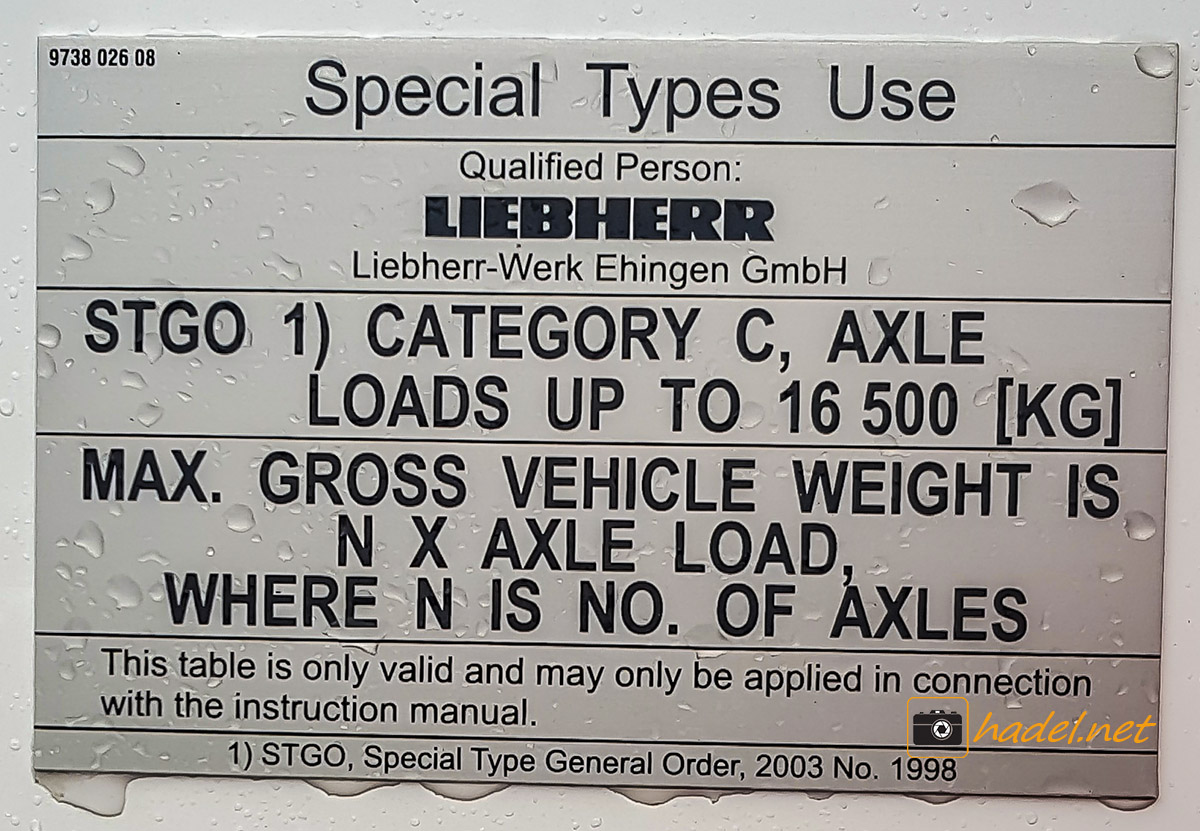 9738 026 08
Special Types Use
Qualified Person:
LIEBHERR
Liebherr-Werk Ehingen GmbH
STGO 1) CATEGORY C, AXLE
LOADS UP TO 16 500 [KG]
MAX. GROSS VEHICLE WEIGHT IS
N X AXLE LOAD,
WHERE N IS NO. OF AXLES
This table is only valid and may only be applied in connection
with the instruction manual.
hadel.net
1) STGO, Special Type General Order, 2003 No. 1998